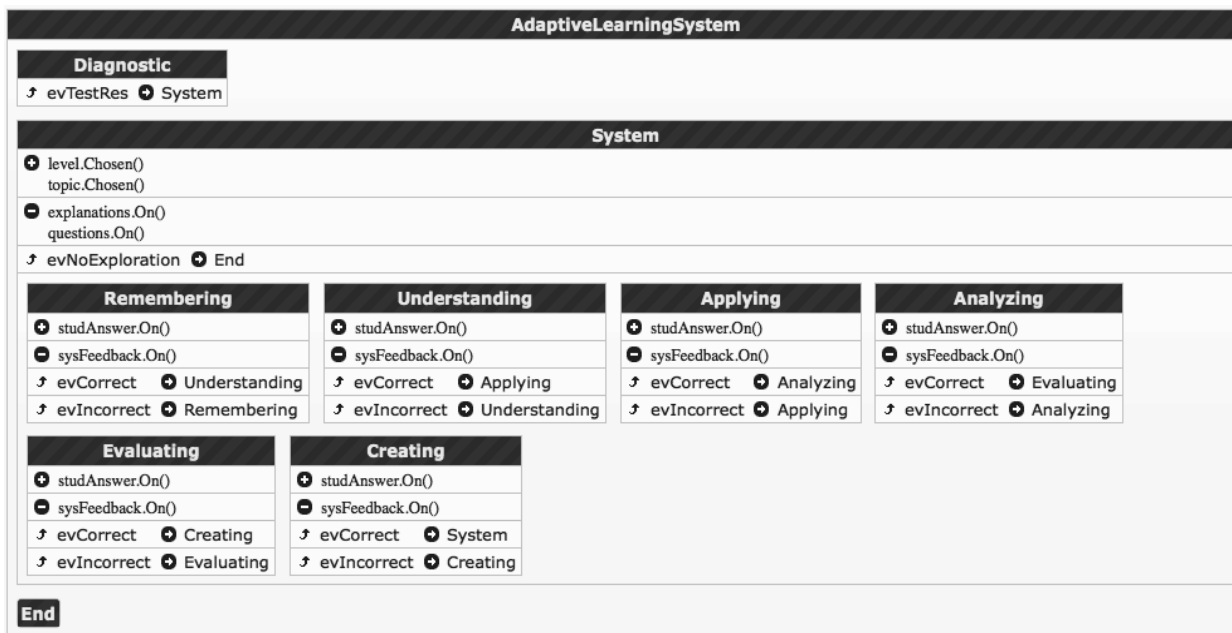 AdaptiveLearningSystem
Diagnostic
evTestRes System
System
level.Chosen()
topic.Chosen()
explanations.On()
questions.On()
evNoExploration End
Remembering
studAnswer.On()
sysFeedback.On()
evCorrect Understanding
evIncorrect Remembering
Understanding
studAnswer.On()
sysFeedback.On()
evCorrect Applying
evIncorrect Understanding
Applying
studAnswer.On()
sysFeedback.On()
evCorrect Analyzing
evIncorrect Applying
Analyzing
studAnswer.On()
sysFeedback.On()
evCorrect Evaluating
evIncorrect Analyzing
Evaluating
studAnswer.On()
sysFeedback.On()
evCorrect Creating
evIncorrect Evaluating
Creating
studAnswer.On()
sysFeedback.On()
evCorrect System
evIncorrect Creating
End